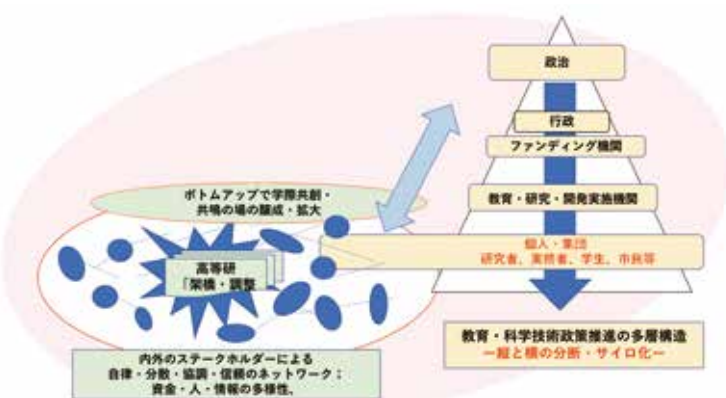 政治
行政
ファンディング機関
教育・研究・開発実施機関
個人・集団
研究者、実務者、学生、市民等
教育・科学技術政策推進の多層構造
ー縦と横の分断・サイロ化ー
ボトムアップで学際共創・
共鳴の場の醸成・拡大
高等研
「架橋・調整
内外のステークホルダーによる
自律・分散・協調・信頼のネットワーク；
資金・人・情報の多様性、